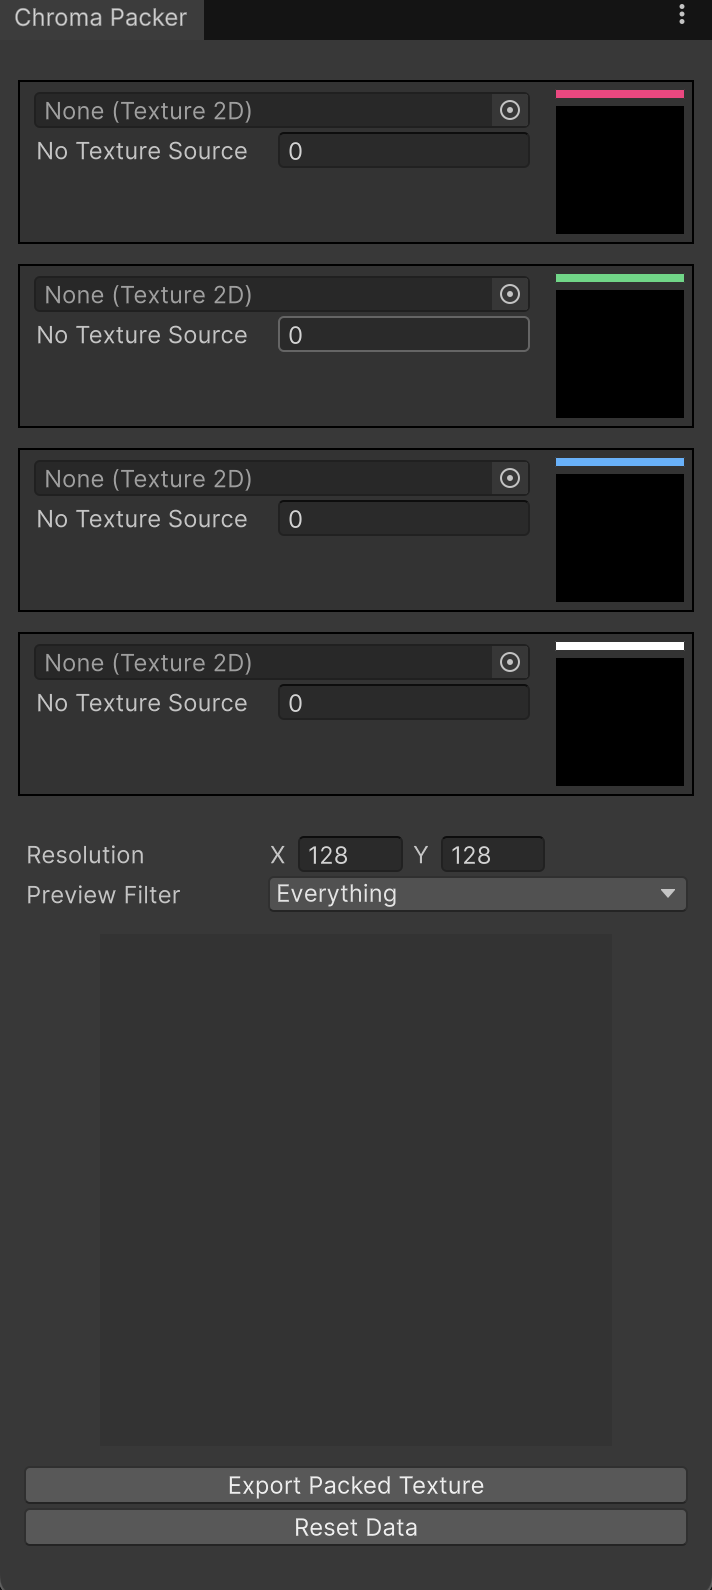 Chroma Packer
None (Texture 2D)
No Texture Source 0
None (Texture 2D)
No Texture Source 0
None (Texture 2D)
No Texture Source 0
None (Texture 2D)
No Texture Source 0
Resolution X 128 Y 128
Preview Filter Everything
Export Packed Texture
Reset Data